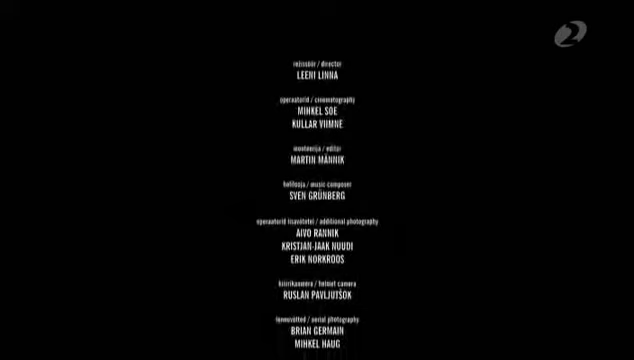 režissöör / director
LEENI LINNA
operaatorid / cinematography
MIHKEL SOE
KULLAR VIIMNE
monteerija / editor
MARTIN MÄNNIK
helilooja / music composer
SVEN GRÜNBERG
operaatorid lisavõtetel / additional photography
AIVO RANNIK
KRISTJAN-JAAK NUUDI
ERIK NORKROOS
kiivrikaamera / helmet camera
RUSLAN PAVLJUTŠOK
lennuvõtted / aerial photography
BRIAN GERMAIN
MIHKEL HAUG
2